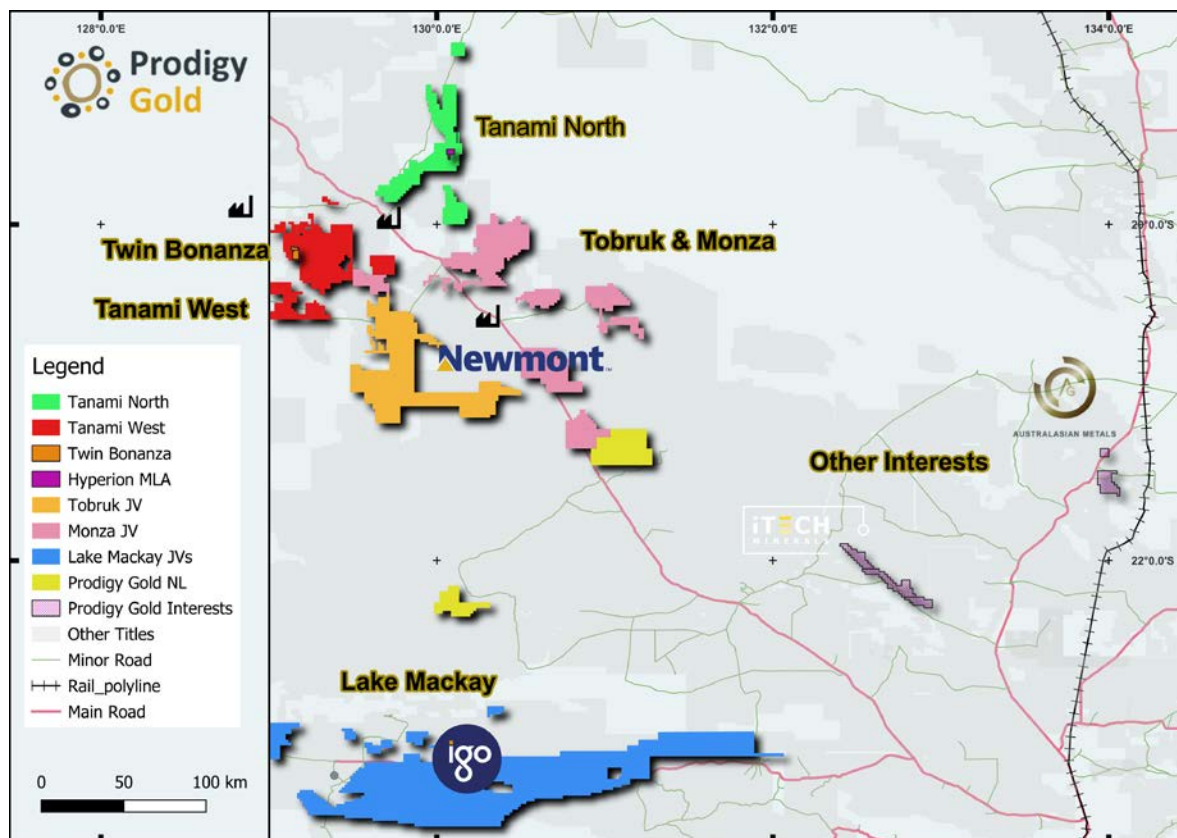 128°0.0'E
130°0.0'E
132°0.0'E
134°0.0'E
Prodigy
Gold
Tanami North
20°0.0'S
Twin Bonanza
Tobruk & Monza
Tanami West
Newmont™
AG
AUSTRALASIAN METALS
Other Interests
iTECH
MINERALS
22°0.0'S
Legend
Tanami North
Tanami West
Twin Bonanza
Hyperion MLA
Tobruk JV
Monza JV
Lake Mackay JVs
Prodigy Gold NL
Prodigy Gold Interests
Other Titles
Minor Road
Rail_polyline
Main Road
Lake Mackay
igo
0 50 100 km